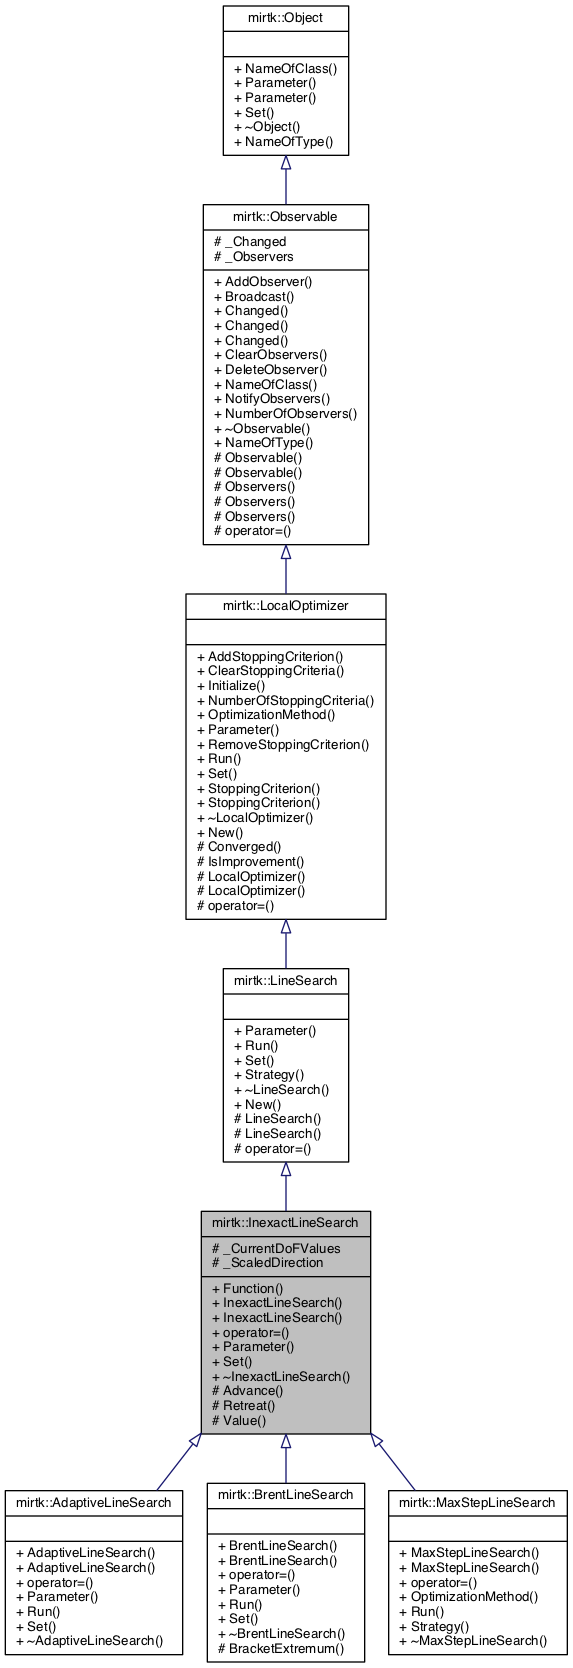 mirtk::Object
+ NameOfClass()
+ Parameter()
+ Parameter()
+ Set()
+ ~Object()
+ NameOfType()
mirtk::Observable
# _Changed
# _Observers
+ AddObserver()
+ Broadcast()
+ Changed()
+ Changed()
+ Changed()
+ ClearObservers()
+ DeleteObserver()
+ NameOfClass()
+ NotifyObservers()
+ NumberOfObservers()
+ ~Observable()
+ NameOfType()
# Observable()
# Observable()
# Observers()
# Observers()
# Observers()
# operator=()
mirtk::LocalOptimizer
+ AddStoppingCriterion()
+ ClearStoppingCriteria()
+ Initialize()
+ NumberOfStoppingCriteria()
+ OptimizationMethod()
+ Parameter()
+ RemoveStoppingCriterion()
+ Run()
+ Set()
+ StoppingCriterion()
+ StoppingCriterion()
+ ~LocalOptimizer()
+ New()
# Converged()
# IsImprovement()
# LocalOptimizer()
# LocalOptimizer()
# operator=()
mirtk::LineSearch
+ Parameter()
+ Run()
+ Set()
+ Strategy()
+ ~LineSearch()
+ New()
# LineSearch()
# LineSearch()
# operator=()
mirtk::InexactLineSearch
# _CurrentDoFValues
# _ScaledDirection
+ Function()
+ InexactLineSearch()
+ InexactLineSearch()
+ operator=()
+ Parameter()
+ Set()
+ ~InexactLineSearch()
# Advance()
# Retreat()
# Value()
mirtk::AdaptiveLineSearch
+ AdaptiveLineSearch()
+ AdaptiveLineSearch()
+ operator=()
+ Parameter()
+ Run()
+ Set()
+ ~AdaptiveLineSearch()
mirtk::BrentLineSearch
+ BrentLineSearch()
+ BrentLineSearch()
+ operator=()
+ Parameter()
+ Run()
+ Set()
+ ~BrentLineSearch()
# BracketExtremum()
mirtk::MaxStepLineSearch
+ MaxStepLineSearch()
+ MaxStepLineSearch()
+ operator=()
+ OptimizationMethod()
+ Run()
+ Strategy()
+ ~MaxStepLineSearch()